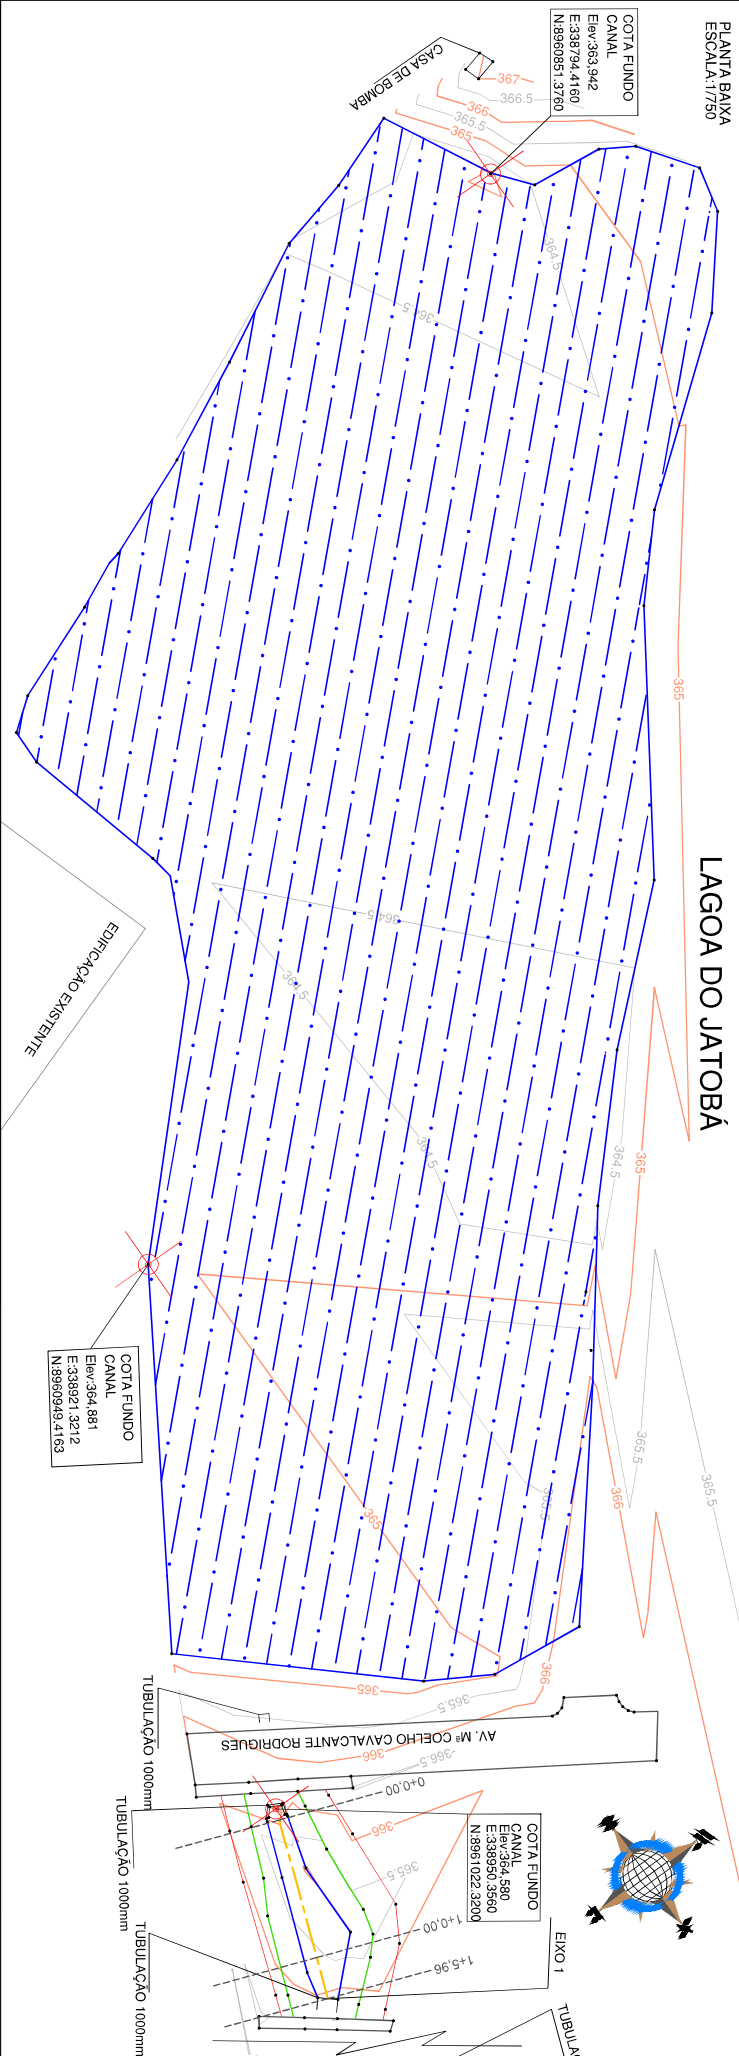 PLANTA BAIXA
ESCALA:1/750
COTA FUNDO
CANAL
Elev:363,942
E:338794.4160
N:8960851.3760
CASA DE BOMBA
367
366.5
366
365.5
365
364.5
364.5
365
LAGOA DO JATOBÁ
364.5
364.5
EDIFICAÇÃO EXISTENTE
364.5
364.5
365
COTA FUNDO
CANAL
Elev:364,881
E:338921.3212
N:8960949.4163
365.5
365.5
366
365.5
365
366
365
365.5
TUBULAÇÃO 1000mm
AV. Mª COELHO CAVALCANTE RODRIGUES
366
366.5
0+0,00
TUBULAÇÃO 1000mm
366
365.5
COTA FUNDO
CANAL
Elev:364,580
E:338950.3560
N:8961022.3200
1+0,00
EIXO 1
1+5,96
TUBULAÇÃO 1000mm
TUBULA